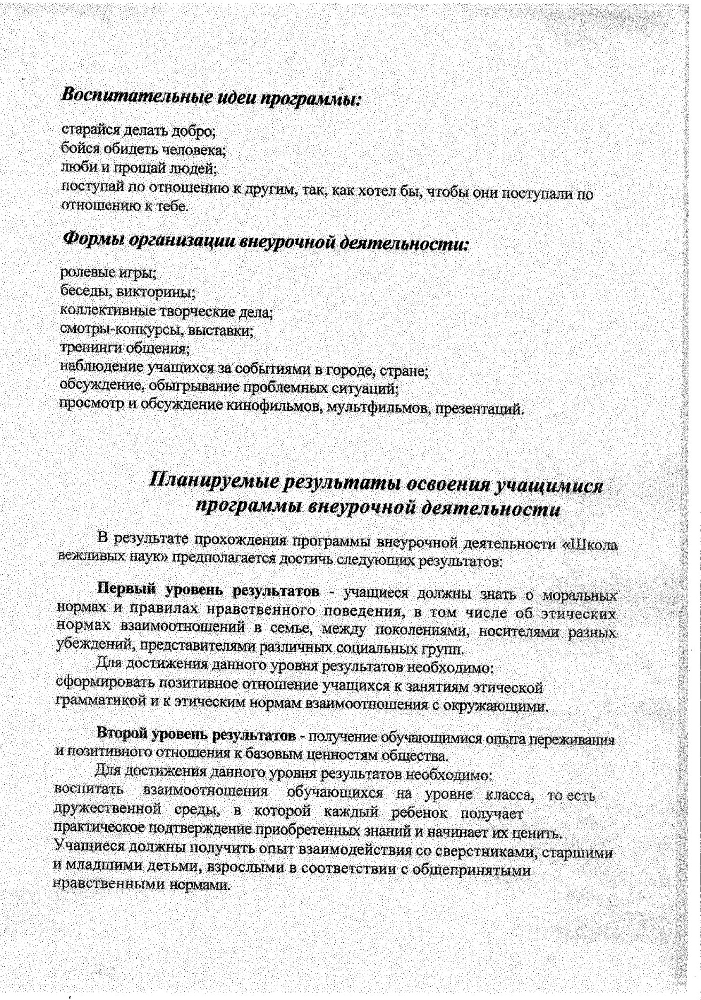 Воспитательные идеи программы:
старайся делать добро;
бойся обидеть человека;
люби и прощай людей;
поступай по отношению к другим, так, как хотел бы, чтобы они поступали по
отношению к тебе.
Формы организации внеурочной деятельности:
ролевые игры;
беседы, викторины;
коллективные творческие дела;
смотры-конкурсы, выставки;
тренинги общения;
наблюдение учащихся за событиями в городе, стране;
обсуждение, обыгрывание проблемных ситуаций;
просмотр и обсуждение кинофильмов, мультфильмов, презентаций.
Планируемые результаты освоения учащимися
программы внеурочной деятельности
В результате прохождения программы внеурочной деятельности «Школа
вежливых наук» предполагается достичь следующих результатов:
Первый уровень результатов - учащиеся должны знать о моральных
нормах и правилах нравственного поведения, в том числе об этических
нормах взаимоотношений в семье, между поколениями, носителями разных
убеждений, представителями различных социальных групп.
Для достижения данного уровня результатов необходимо:
сформировать позитивное отношение учащихся к занятиям этической
грамматикой и к этическим нормам взаимоотношения с окружающими.
Второй уровень результатов - получение обучающимися опыта переживания
и позитивного отношения к базовым ценностям общества.
Для достижения данного уровня результатов необходимо:
воспитать взаимоотношения обучающихся на уровне класса, то есть
дружественной среды, в которой каждый ребенок получает
практическое подтверждение приобретенных знаний и начинает их ценить.
Учащиеся должны получить опыт взаимодействия со сверстниками, старшими
и младшими детьми, взрослыми в соответствии с общепринятыми
нравственными нормами.